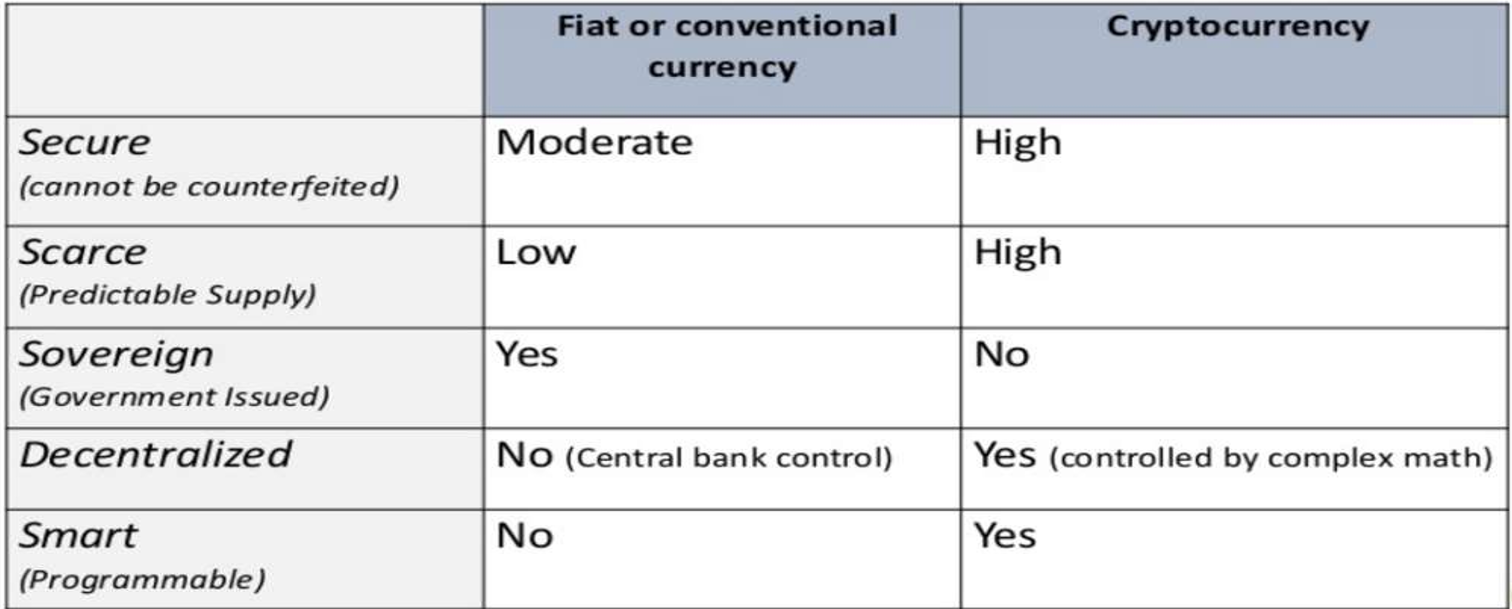 Fiat or conventional
currency
Cryptocurrency
Secure
(cannot be counterfeited)
Moderate
High
Scarce
(Predictable Supply)
Low
High
Sovereign
(Government Issued)
Yes
No
Decentralized
No (Central bank control)
Yes (controlled by complex math)
Smart
(Programmable)
No
Yes